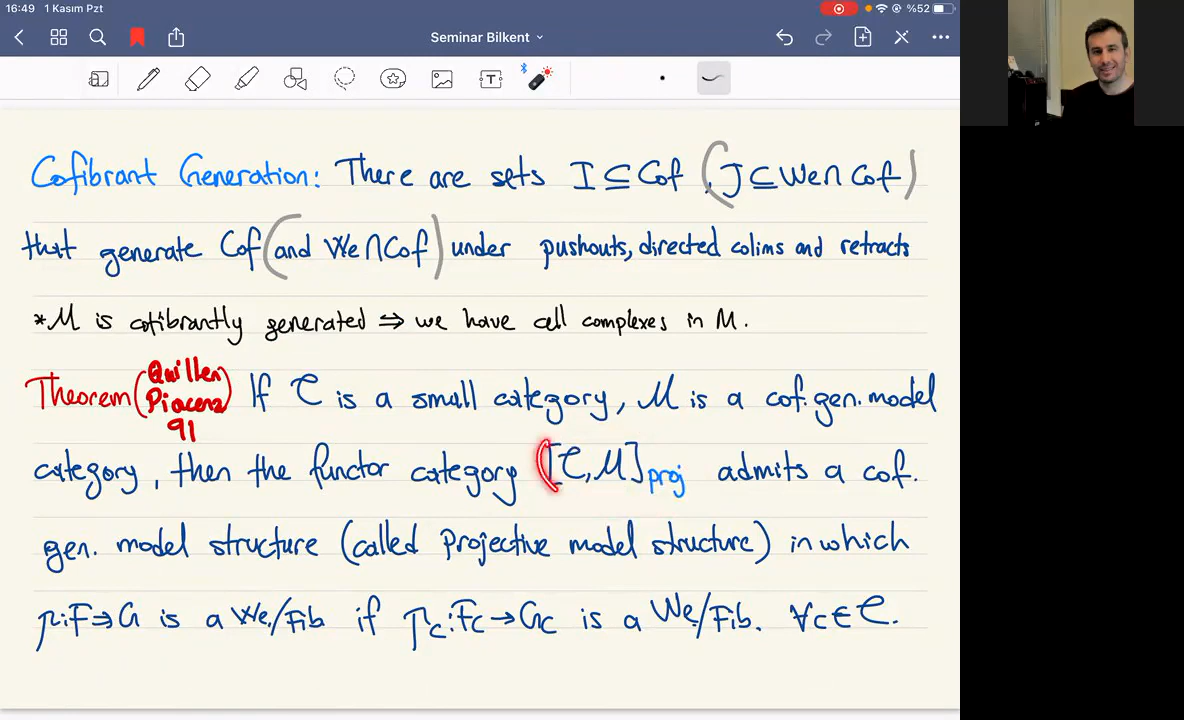 16:49 1 Kasım Pzt %52
Seminar Bilkent
T
Cofibrant Generation: There are sets I ⊆ Cof (, J ⊆ We ∩ Cof)
that generate Cof (and We ∩ Cof) under pushouts, directed colims and retracts
*M is cofibrantly generated ⇒ we have cell complexes in M.
Theorem (Quillen Piacenza 91) If C is a small category, M is a cof. gen. model
category, then the functor category [C, M]proj admits a cof.
gen. model structure (called Projective model structure) in which
τ: F ⇒ G is a We/Fib if τc: Fc → Gc is a We/Fib. ∀c ∈ C.